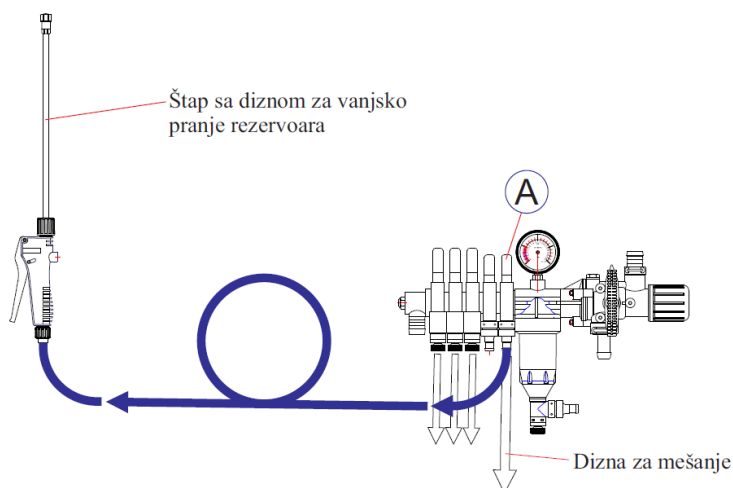 Štap sa diznom za vanjsko
pranje rezervoara
A
Dizna za mešanje